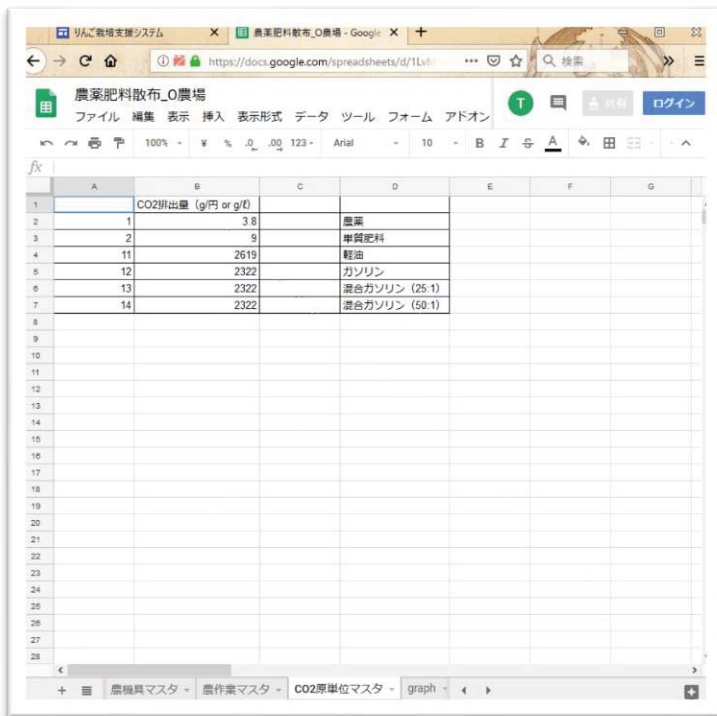 りんご栽培支援システム × 農薬肥料散布_O農場 - Google × +
https://docs.google.com/spreadsheets/d/1Lv 検索
農薬肥料散布_O農場
T 共有 ログイン
ファイル 編集 表示 挿入 表示形式 データ ツール フォーム アドオン
100% ¥ % .0 .00 123 Arial 10 B I S A
fx
A B C D E F G
1 CO2排出量 (g/円 or g/ℓ)
2 1 3.8 農薬
3 2 9 単質肥料
4 11 2619 軽油
5 12 2322 ガソリン
6 13 2322 混合ガソリン (25:1)
7 14 2322 混合ガソリン (50:1)
8
9
10
11
12
13
14
15
16
17
18
19
20
21
22
23
24
25
26
27
28
+ 農機具マスタ 農作業マスタ CO2原単位マスタ graph